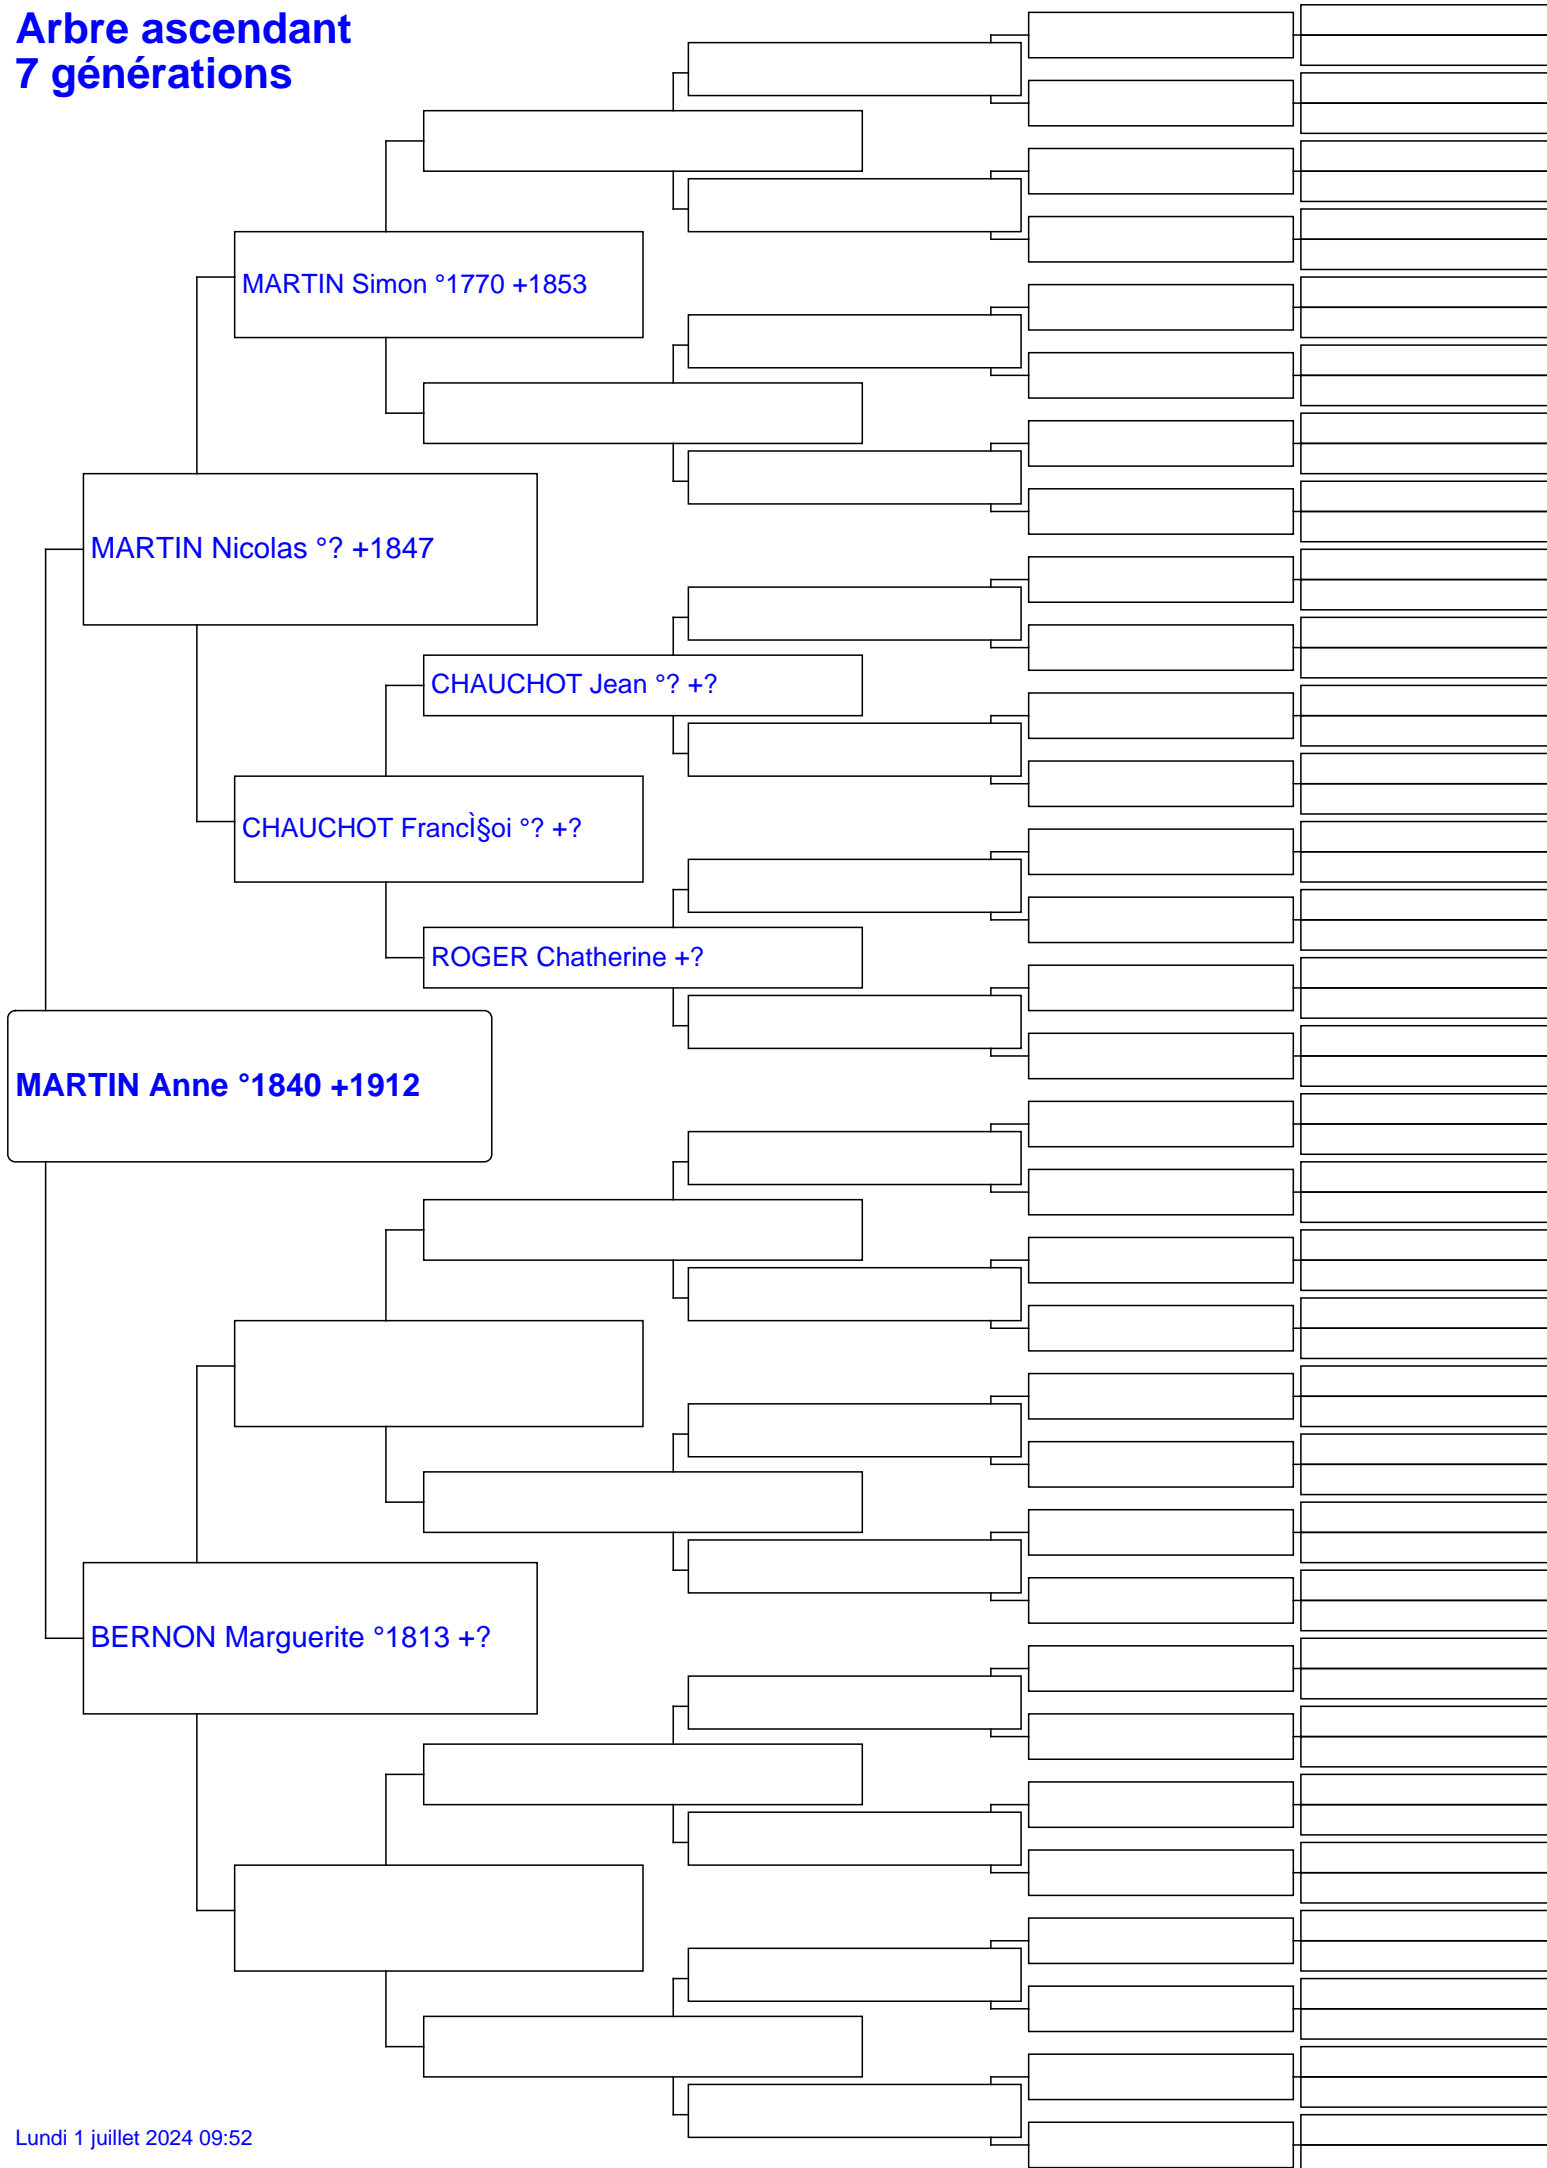 Arbre ascendant
7 générations
MARTIN Simon °1770 +1853
MARTIN Nicolas °? +1847
CHAUCHOT Jean °? +?
CHAUCHOT FrancÌ§oi °? +?
ROGER Chatherine +?
MARTIN Anne °1840 +1912
BERNON Marguerite °1813 +?
Lundi 1 juillet 2024 09:52